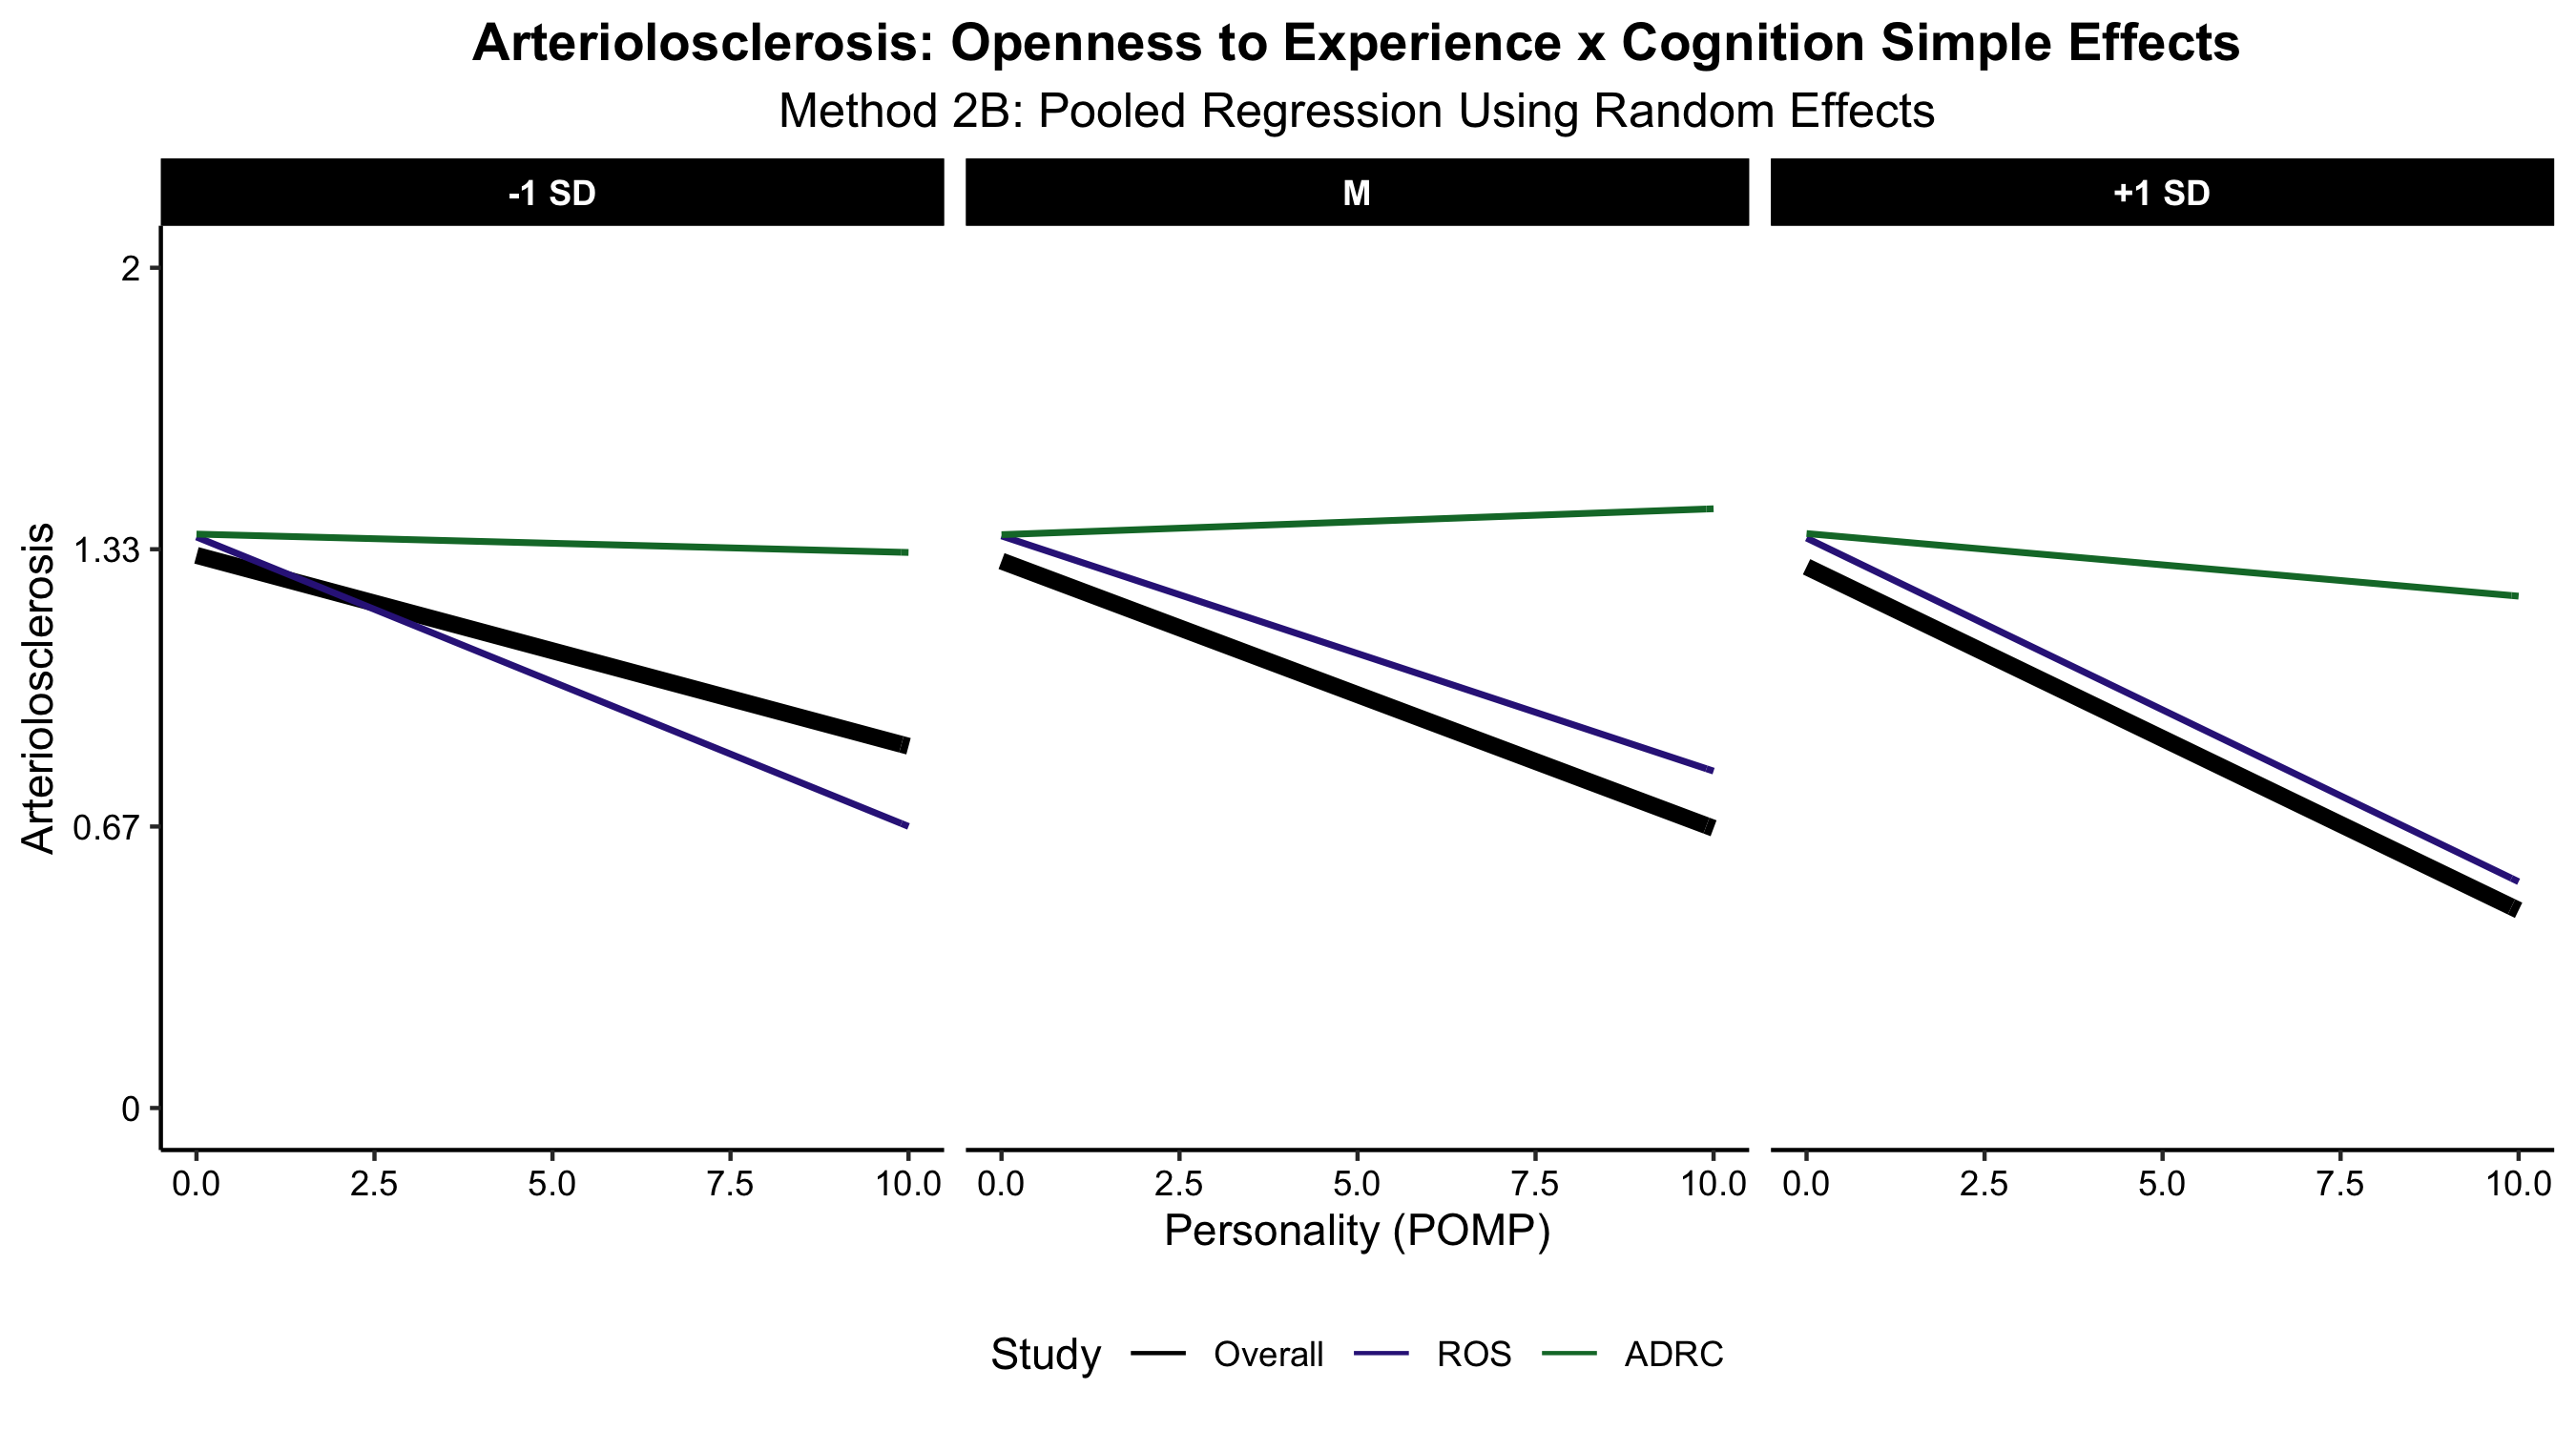 Arteriolosclerosis: Openness to Experience x Cognition Simple Effects
Method 2B: Pooled Regression Using Random Effects
-1 SD
M
+1 SD
Arteriolosclerosis
2
1.33
0.67
0
0.0 2.5 5.0 7.5 10.0
0.0 2.5 5.0 7.5 10.0
0.0 2.5 5.0 7.5 10.0
Personality (POMP)
Study Overall ROS ADRC